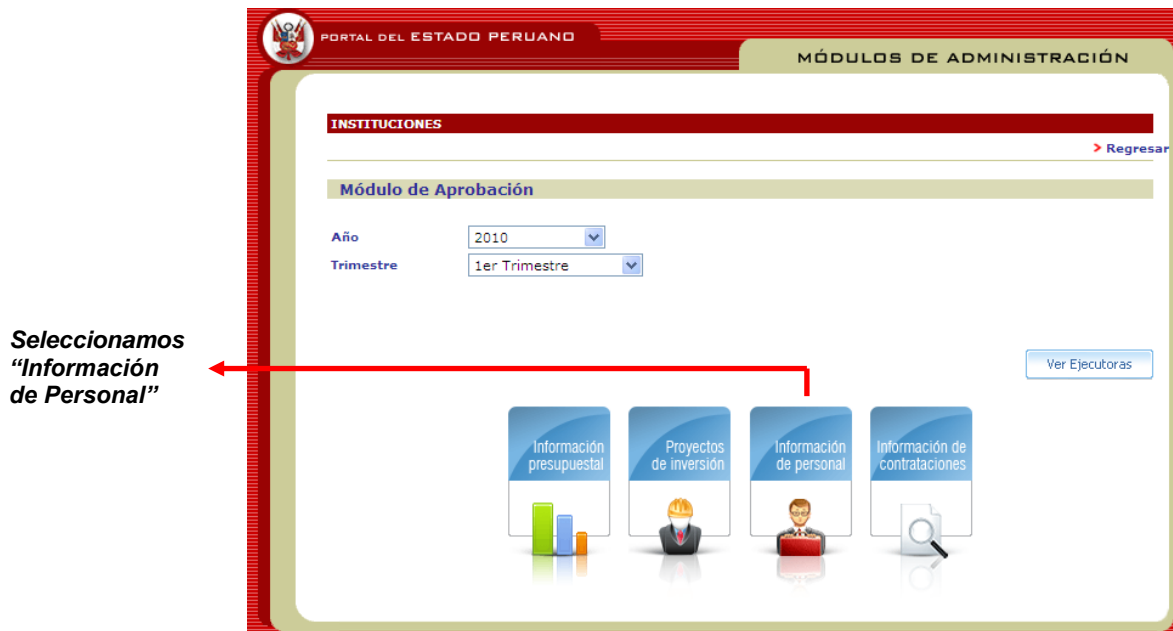 PORTAL DEL ESTADO PERUANO
MÓDULOS DE ADMINISTRACIÓN
INSTITUCIONES
> Regresar
Módulo de Aprobación
Año 2010
Trimestre 1er Trimestre
Seleccionamos
“Información
de Personal”
Ver Ejecutoras
Información
presupuestal
Proyectos
de inversión
Información
de personal
Información de
contrataciones